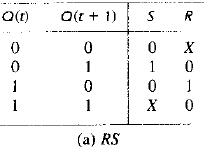 Q(t) Q(t + 1) S R
0 0 0 X
0 1 1 0
1 0 0 1
1 1 X 0
(a) RS